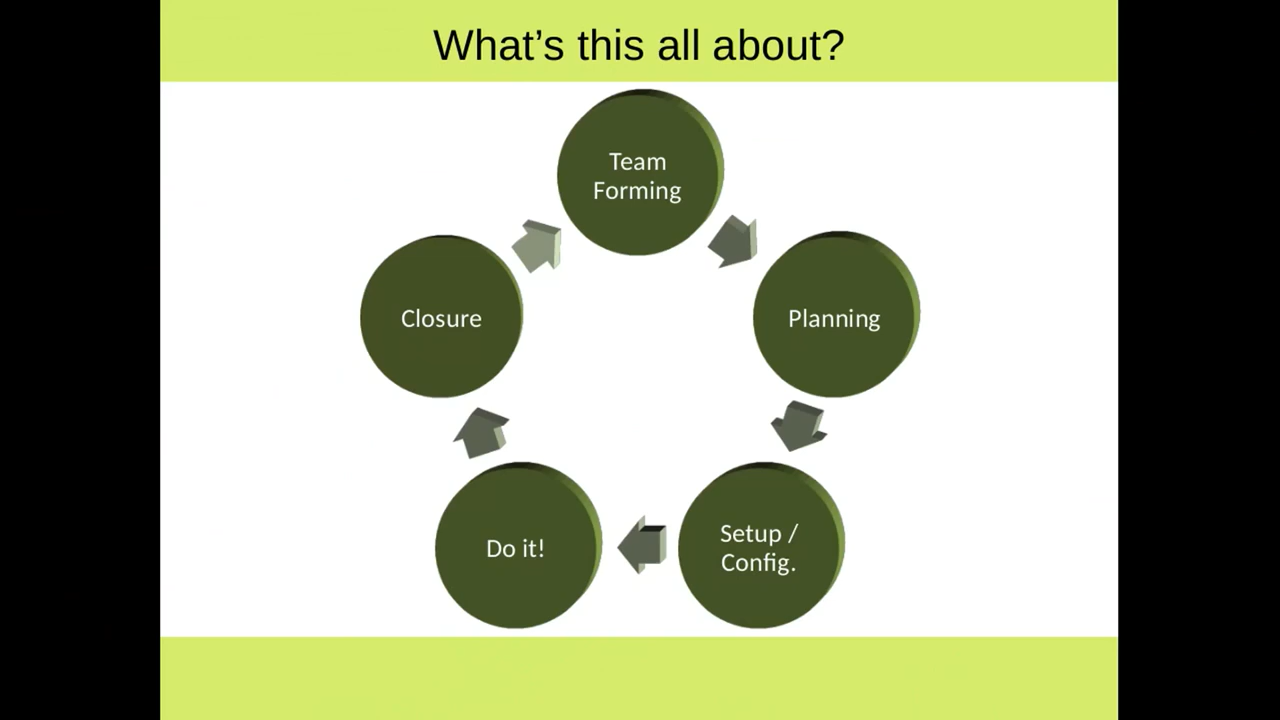 What’s this all about?
Team
Forming
Planning
Setup /
Config.
Do it!
Closure